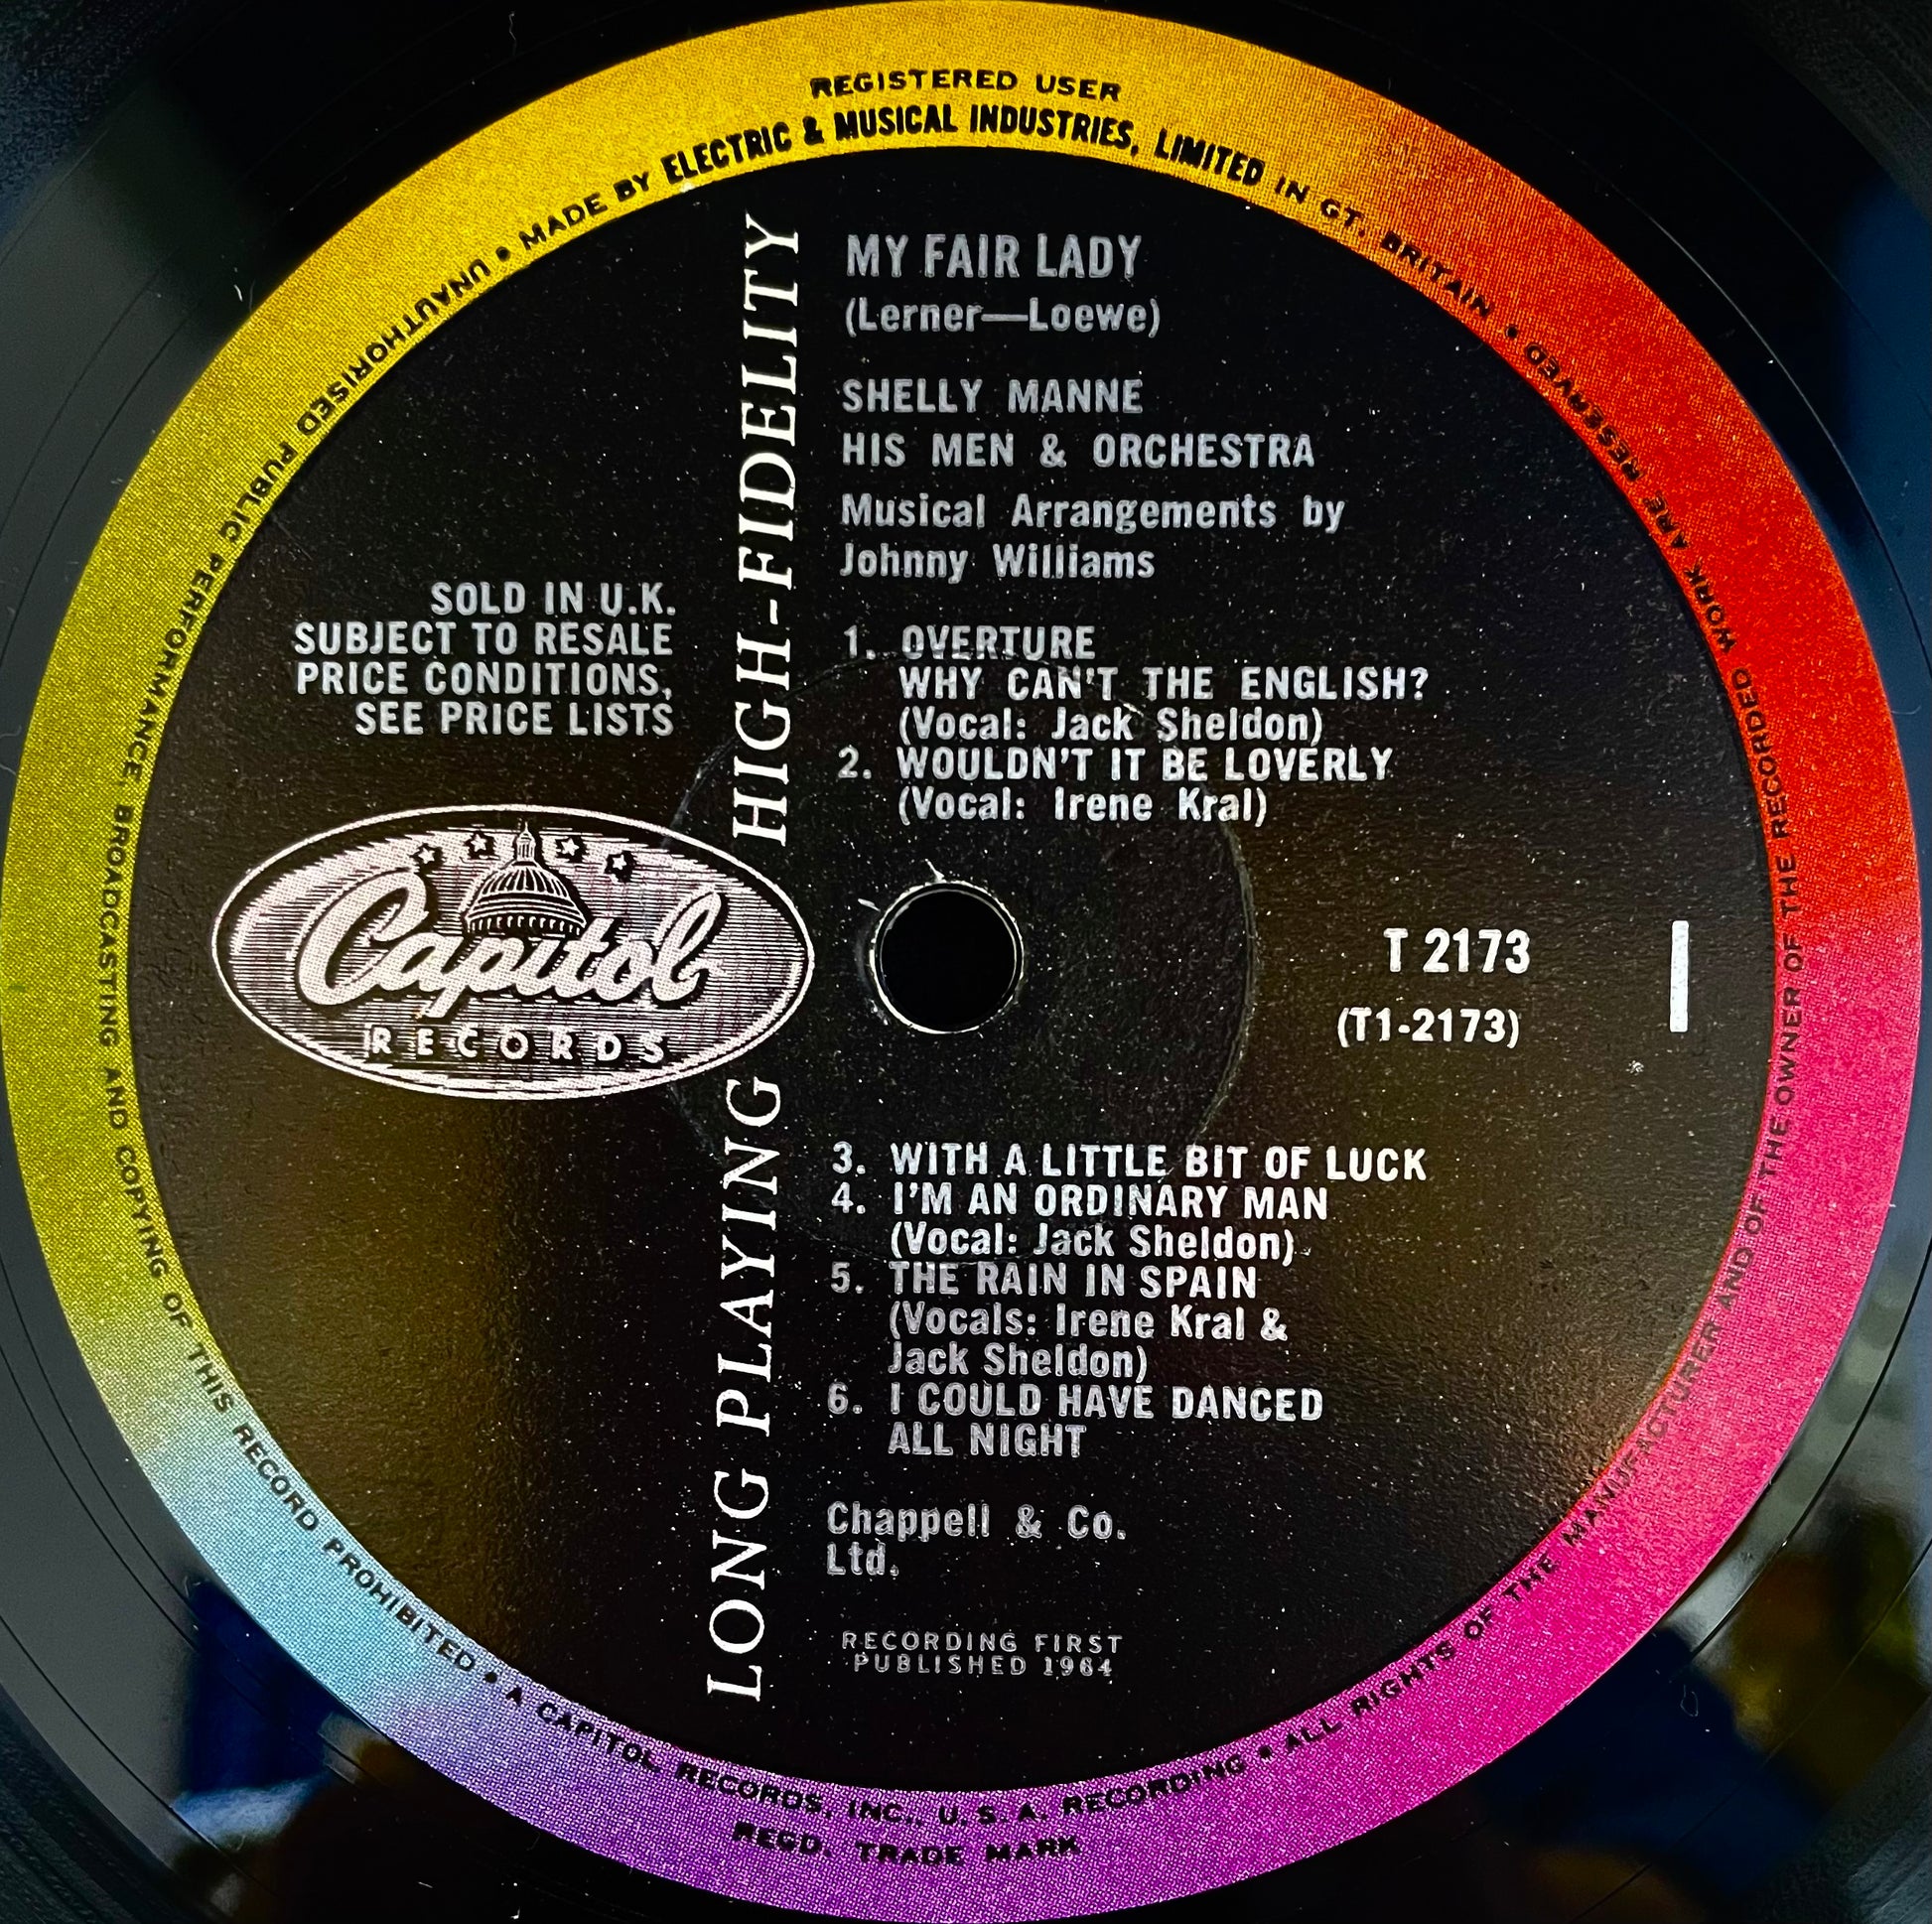 REGISTERED USER
• MADE BY ELECTRIC & MUSICAL INDUSTRIES, LIMITED IN GT. BRITAIN •
MY FAIR LADY
(Lerner—Loewe)
SHELLY MANNE
HIS MEN & ORCHESTRA
Musical Arrangements by
Johnny Williams
1. OVERTURE
WHY CAN'T THE ENGLISH?
(Vocal: Jack Sheldon)
2. WOULDN'T IT BE LOVERLY
(Vocal: Irene Kral)
SOLD IN U.K.
SUBJECT TO RESALE
PRICE CONDITIONS,
SEE PRICE LISTS
LONG PLAYING HIGH-FIDELITY
Capitol
RECORDS
T 2173
(T1-2173)
1
3. WITH A LITTLE BIT OF LUCK
4. I'M AN ORDINARY MAN
(Vocal: Jack Sheldon)
5. THE RAIN IN SPAIN
(Vocals: Irene Kral &
Jack Sheldon)
6. I COULD HAVE DANCED
ALL NIGHT
Chappell & Co.
Ltd.
RECORDING FIRST
PUBLISHED 1964
ALL RIGHTS OF THE MANUFACTURER AND OF THE OWNER OF THE RECORDED WORK ARE RESERVED •
UNAUTHORISED PUBLIC PERFORMANCE, BROADCASTING AND COPYING OF THIS RECORD PROHIBITED •
A CAPITOL RECORDS, INC., U. S. A. RECORDING •
REGD. TRADE MARK